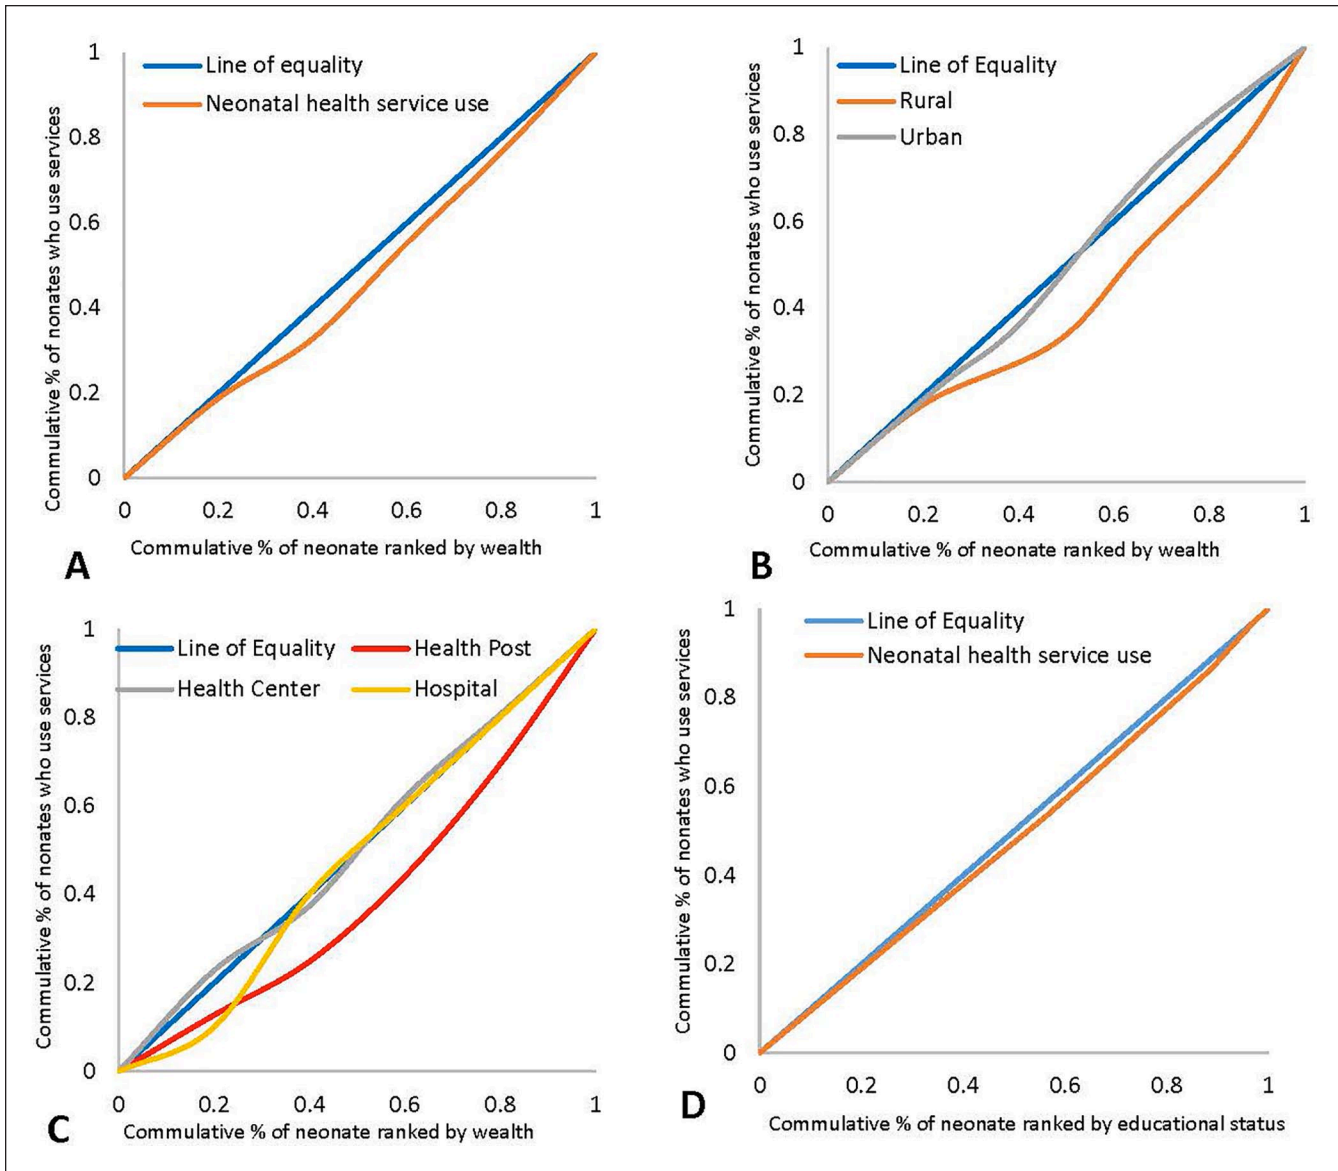 Commulative % of nonates who use services
1
0.8
0.6
0.4
0.2
0
Line of equality
Neonatal health service use
0 0.2 0.4 0.6 0.8 1
Commulative % of neonate ranked by wealth
A
Commulative % of nonates who use services
1
0.8
0.6
0.4
0.2
0
Line of Equality
Rural
Urban
0 0.2 0.4 0.6 0.8 1
Commulative % of neonate ranked by wealth
B
Commulative % of nonates who use services
1
0.8
0.6
0.4
0.2
0
Line of Equality Health Post
Health Center Hospital
0 0.2 0.4 0.6 0.8 1
Commulative % of neonate ranked by wealth
C
Commulative % of nonates who use services
1
0.8
0.6
0.4
0.2
0
Line of Equality
Neonatal health service use
0 0.2 0.4 0.6 0.8 1
Commulative % of neonate ranked by educational status
D